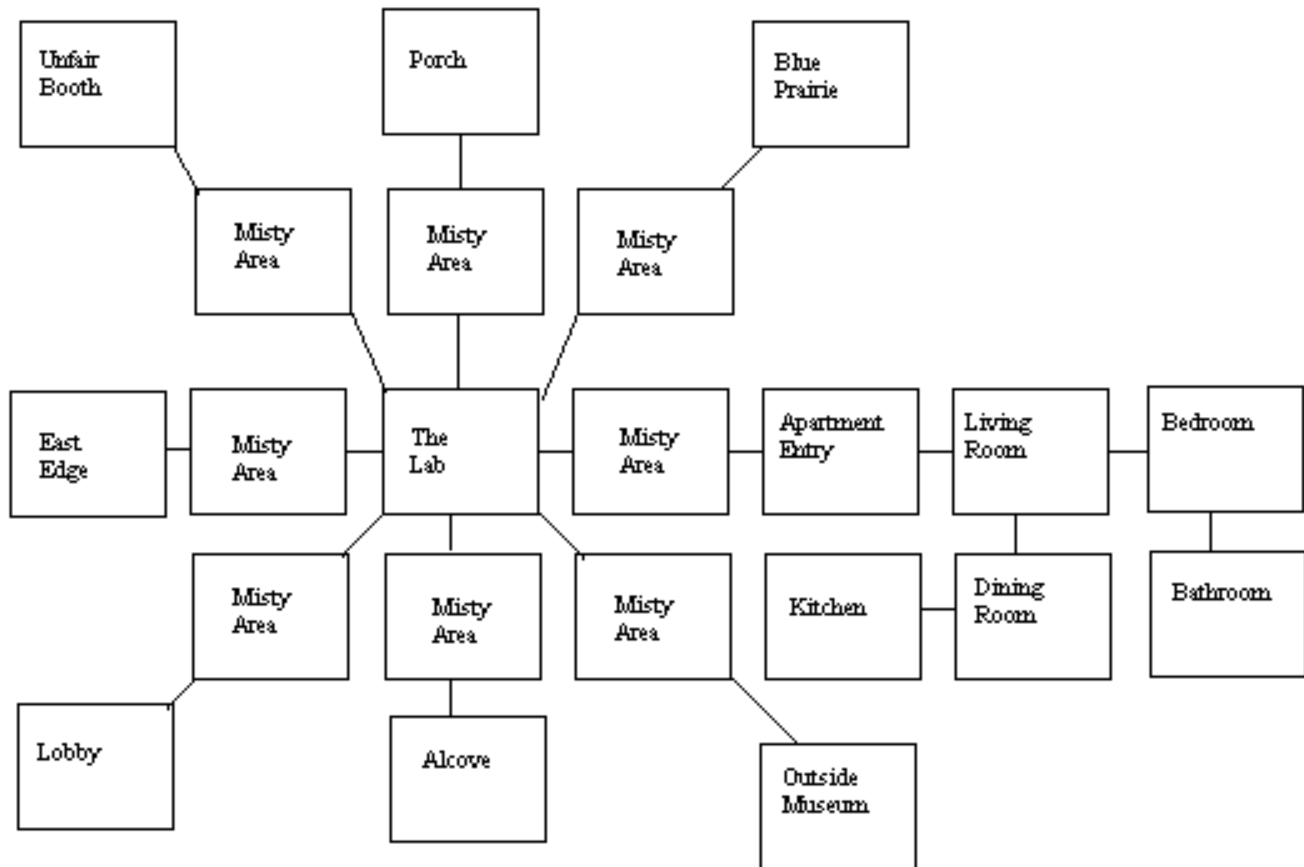 Unfair
Booth
Porch
Blue
Prairie
Misty
Area
Misty
Area
Misty
Area
East
Edge
Misty
Area
The
Lab
Misty
Area
Apartment
Entry
Living
Room
Bedroom
Misty
Area
Misty
Area
Misty
Area
Kitchen
Dining
Room
Bathroom
Lobby
Alcove
Outside
Museum